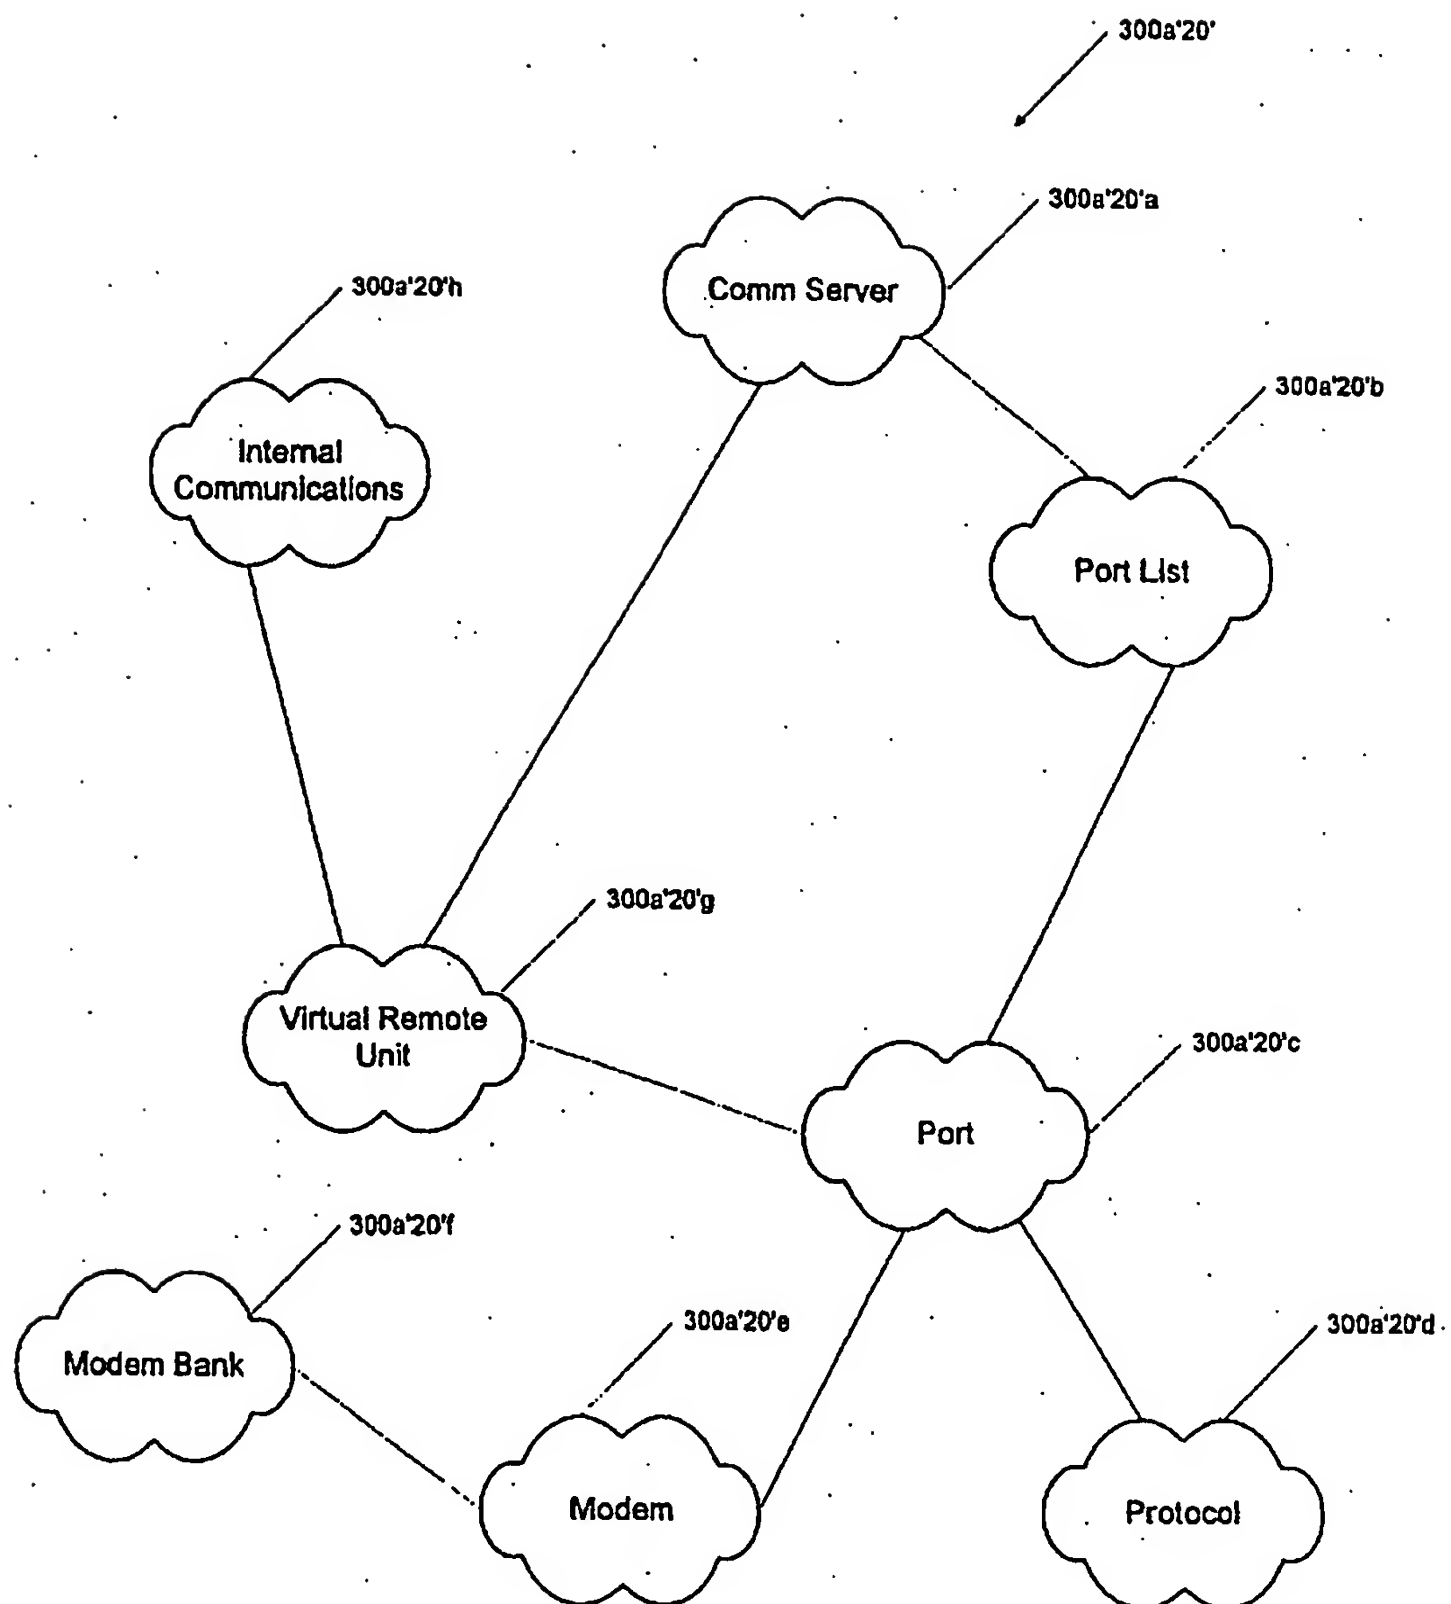 300a'20'
300a'20'a
Comm Server
300a'20'h
Internal
Communications
300a'20'b
Port List
300a'20'g
Virtual Remote
Unit
300a'20'c
Port
300a'20'f
Modem Bank
300a'20'e
Modem
300a'20'd
Protocol